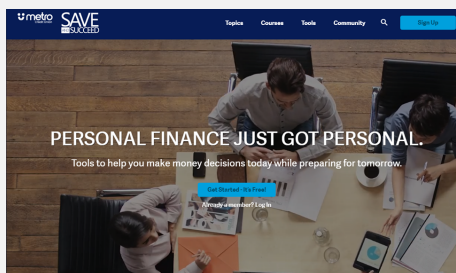 metro SAVE
AND SUCCEED
Topics Courses Tools Community Sign Up
PERSONAL FINANCE JUST GOT PERSONAL.
Tools to help you make money decisions today while preparing for tomorrow.
Get Started - It's Free!
Already a member? Log In